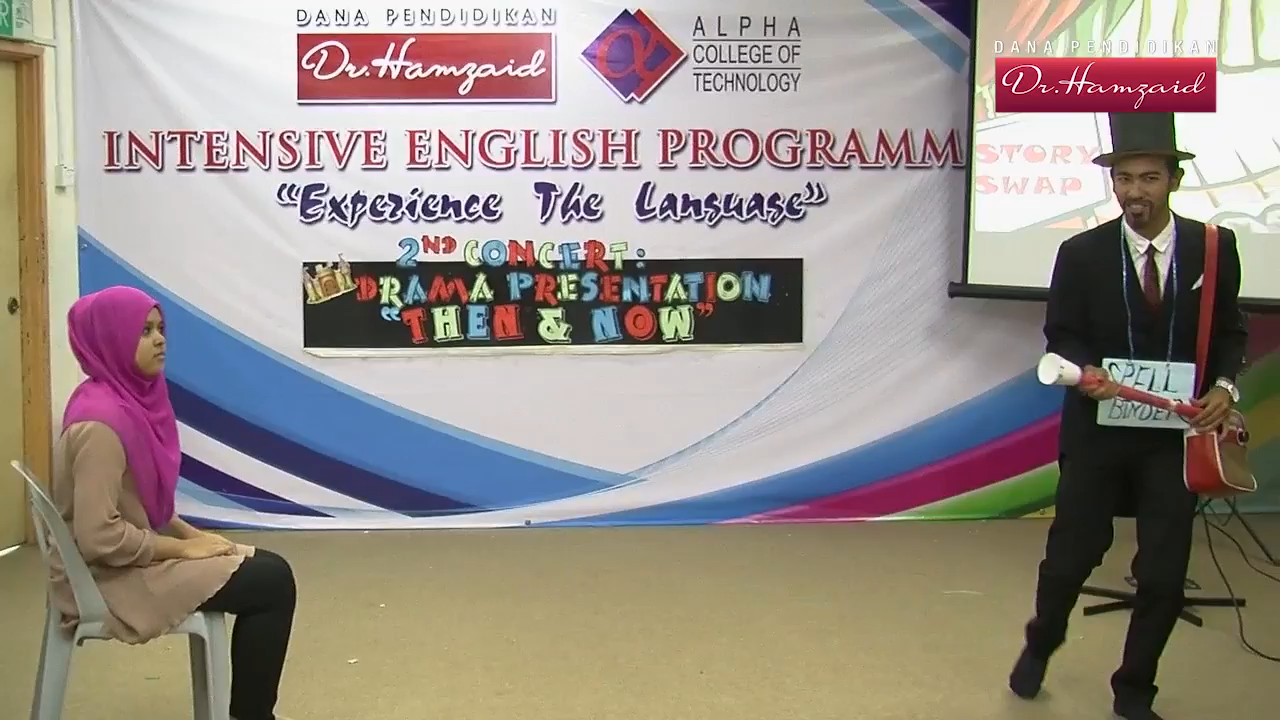 DANA PENDIDIKAN
Dr.Hamzaid
ALPHA
COLLEGE OF
TECHNOLOGY
INTENSIVE ENGLISH PROGRAMM
“Experience The Language”
2ND CONCERT:
DRAMA PRESENTATION
“THEN & NOW”
DANA PENDIDIKAN
Dr.Hamzaid
STORY
SWAP
SPELL
BINDER